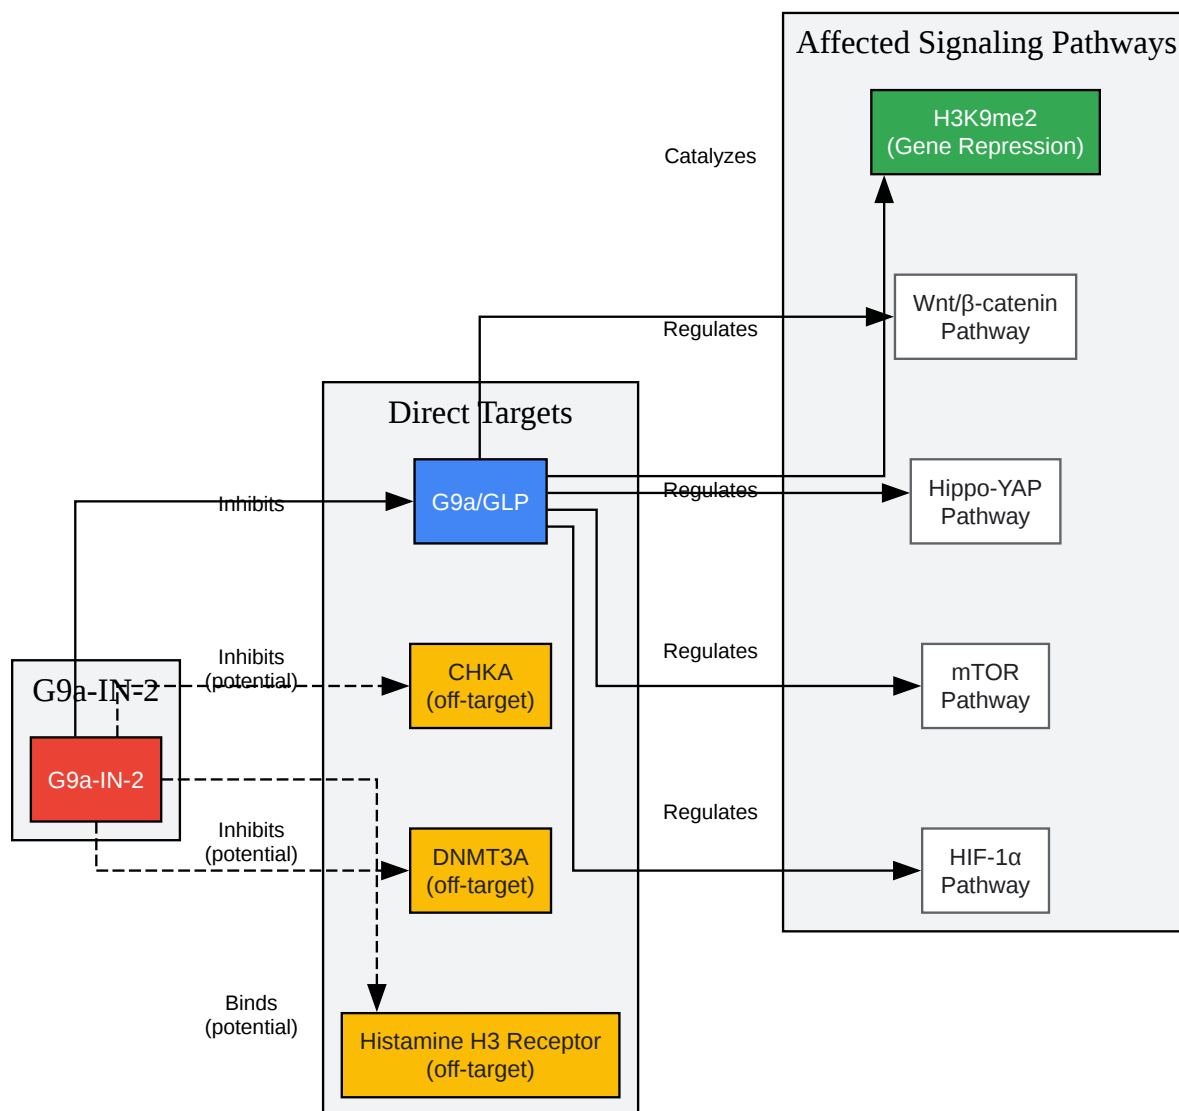 Affected Signaling Pathways
H3K9me2
(Gene Repression)
Catalyzes
Wnt/β-catenin
Pathway
Regulates
Direct Targets
G9a/GLP
Inhibits
Regulates
Hippo-YAP
Pathway
Inhibits
(potential)
CHKA
(off-target)
Regulates
mTOR
Pathway
G9a-IN-2
G9a-IN-2
Inhibits
(potential)
DNMT3A
(off-target)
Regulates
HIF-1α
Pathway
Binds
(potential)
Histamine H3 Receptor
(off-target)